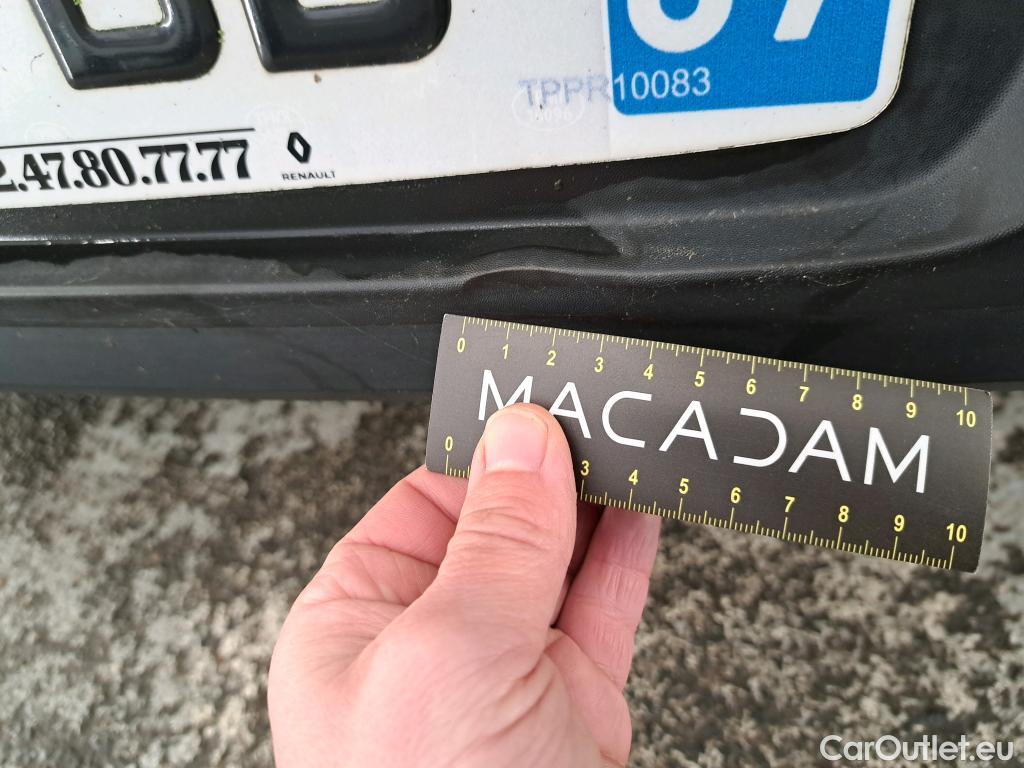 TPPR10083
2.47.80.77.77
RENAULT
0 1 2 3 4 5 6 7 8 9 10
MACADAM
0 3 4 5 6 7 8 9 10
CarOutlet.eu